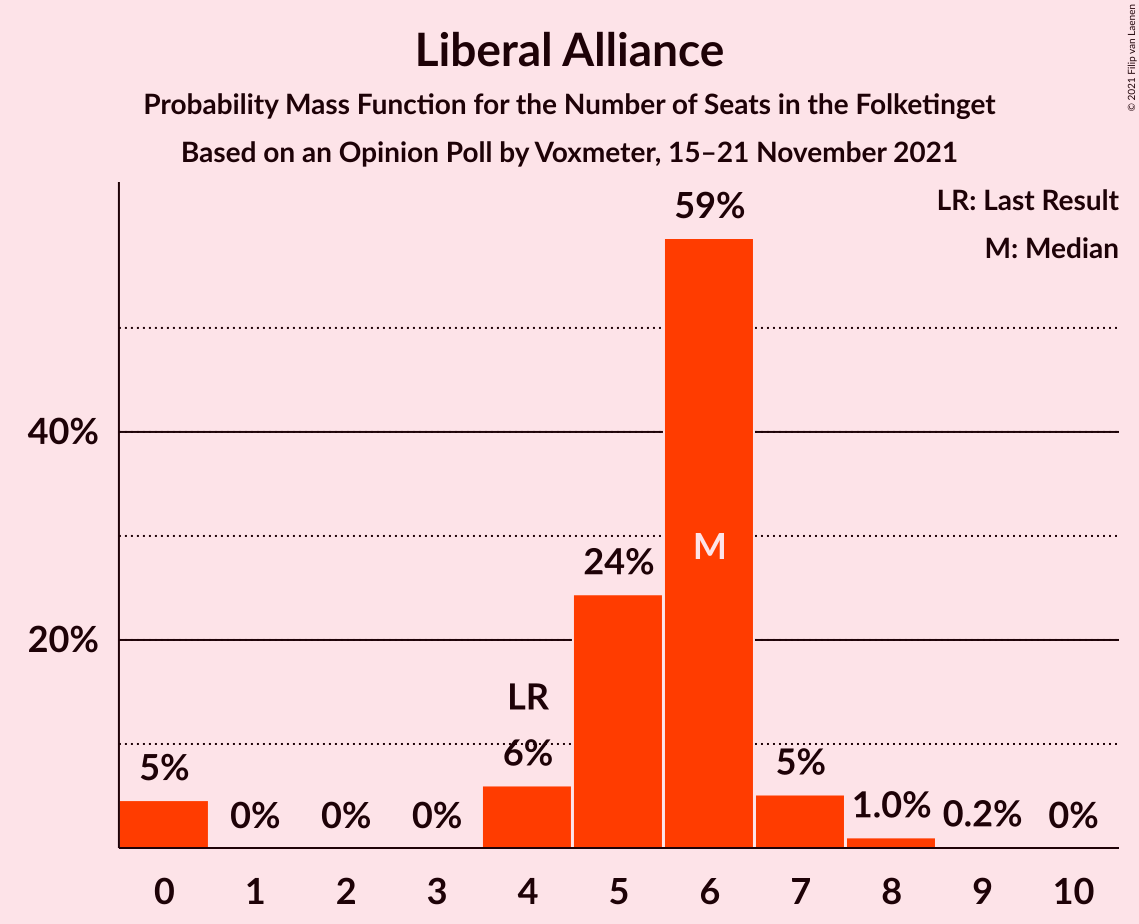 Liberal Alliance
Probability Mass Function for the Number of Seats in the Folketinget
Based on an Opinion Poll by Voxmeter, 15–21 November 2021
© 2021 Filip van Laenen
LR: Last Result
M: Median
59%
40%
M
24%
20%
LR
5%
0%
0%
0%
6%
5%
1.0%
0.2%
0%
0 1 2 3 4 5 6 7 8 9 10